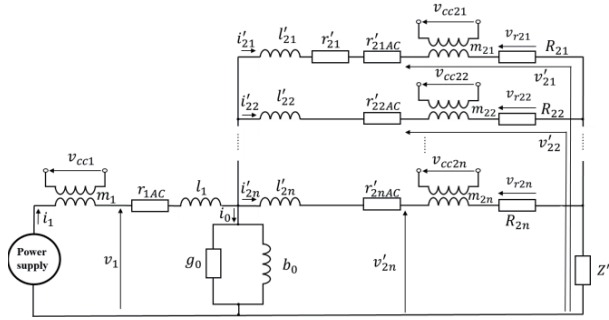 v_cc21
i'_21 l'_21 r'_21 r'_21AC m_21 v_r21 R_21
v'_21
v_cc22
i'_22 l'_22 r'_22AC m_22 v_r22 R_22
v'_22
v_cc1 v_cc2n
m_1 r_1AC l_1 i'_2n l'_2n r'_2nAC m_2n v_r2n
i_1 i_0 R_2n
Power
supply
v_1 g_0 b_0 v'_2n Z'